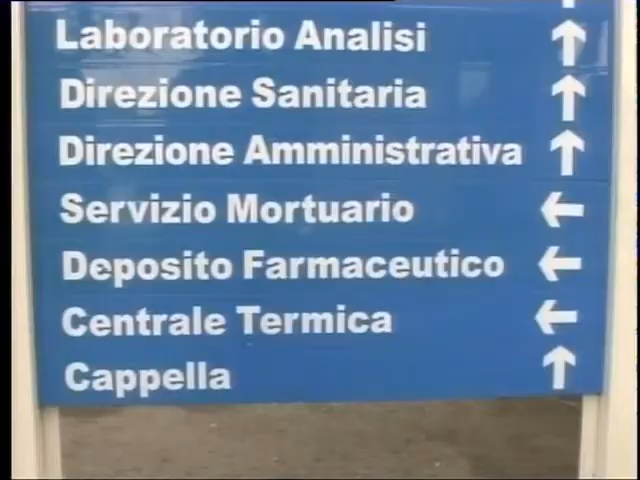 Laboratorio Analisi ↑
Direzione Sanitaria ↑
Direzione Amministrativa ↑
Servizio Mortuario ←
Deposito Farmaceutico ←
Centrale Termica ←
Cappella ↑